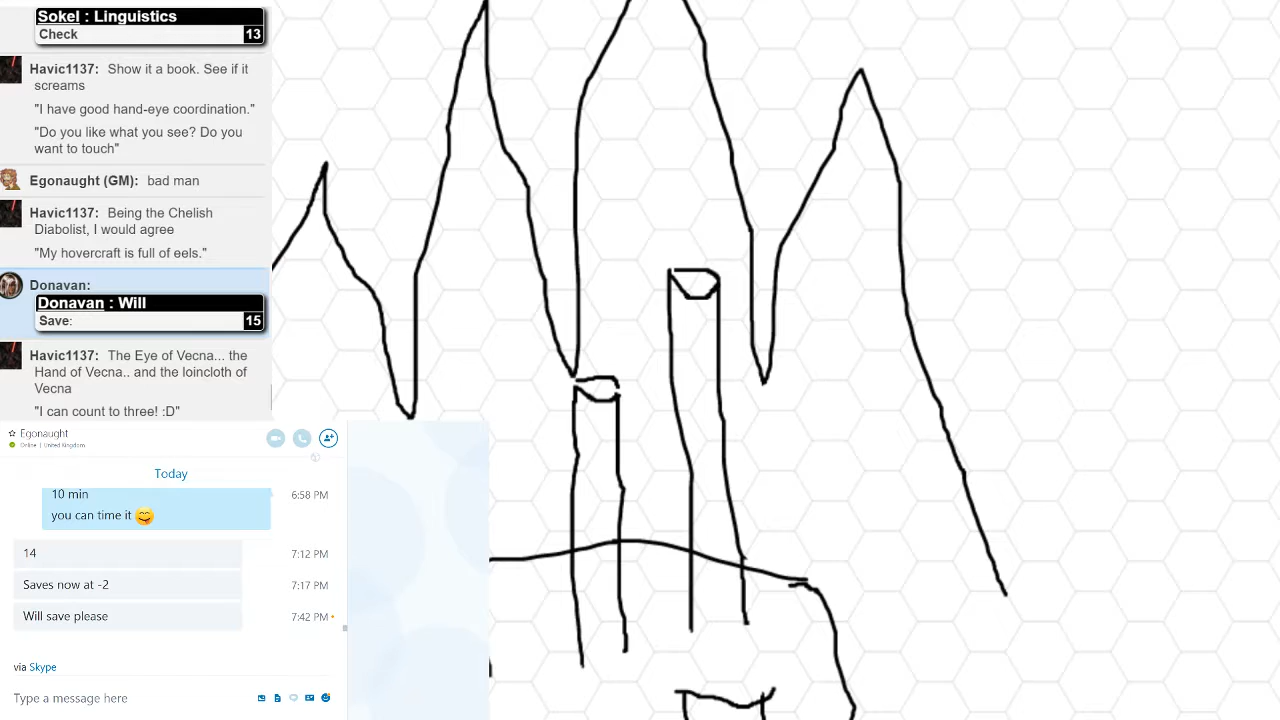 Sokel : Linguistics
Check 13
Havic1137: Show it a book. See if it
screams
"I have good hand-eye coordination."
"Do you like what you see? Do you
want to touch"
Egonaught (GM): bad man
Havic1137: Being the Chelish
Diabolist, I would agree
"My hovercraft is full of eels."
Donavan:
Donavan : Will
Save: 15
Havic1137: The Eye of Vecna... the
Hand of Vecna.. and the loincloth of
Vecna
"I can count to three! :D"
Egonaught
Online | United Kingdom
Today
10 min 6:58 PM
you can time it
14 7:12 PM
Saves now at -2 7:17 PM
Will save please 7:42 PM
via Skype
Type a message here